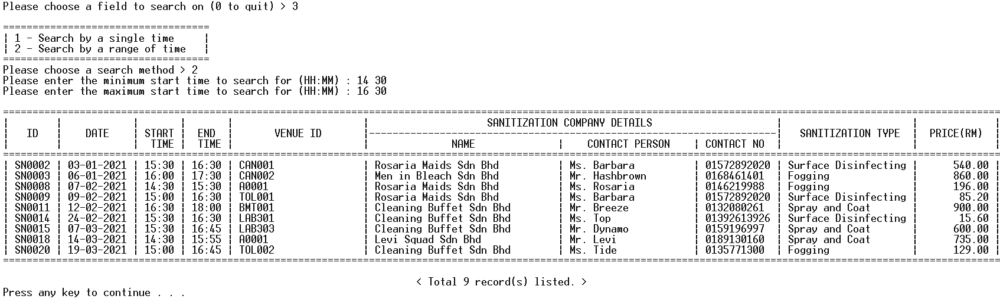 Please choose a field to search on (0 to quit) > 3
===================================
| 1 - Search by a single time     |
| 2 - Search by a range of time   |
===================================
Please choose a search method > 2
Please enter the minimum start time to search for (HH:MM) : 14 30
Please enter the maximum start time to search for (HH:MM) : 16 30
| | | | | | SANITIZATION COMPANY DETAILS | | |
| ID | DATE | START | END | VENUE ID |---------------------------------------------------------------------| SANITIZATION TYPE | PRICE(RM) |
| | | TIME | TIME | | NAME | CONTACT PERSON | CONTACT NO | | |
| SN0002 | 03-01-2021 | 15:30 | 16:30 | CAN001 | Rosaria Maids Sdn Bhd | Ms. Barbara | 01572892020 | Surface Disinfecting | 540.00 |
| SN0003 | 06-01-2021 | 16:00 | 17:30 | CAN002 | Men in Bleach Sdn Bhd | Mr. Hashbrown | 0168461401 | Fogging | 860.00 |
| SN0008 | 07-02-2021 | 14:30 | 15:30 | A0001 | Rosaria Maids Sdn Bhd | Ms. Rosaria | 0146219988 | Fogging | 196.00 |
| SN0009 | 09-02-2021 | 15:00 | 16:30 | TOL001 | Rosaria Maids Sdn Bhd | Ms. Barbara | 01572892020 | Surface Disinfecting | 85.20 |
| SN0011 | 12-02-2021 | 16:30 | 18:00 | BMT001 | Cleaning Buffet Sdn Bhd | Mr. Breeze | 0132080261 | Spray and Coat | 900.00 |
| SN0014 | 24-02-2021 | 15:30 | 16:30 | LAB301 | Cleaning Buffet Sdn Bhd | Ms. Top | 01392613926 | Surface Disinfecting | 15.60 |
| SN0015 | 07-03-2021 | 15:30 | 16:45 | LAB303 | Cleaning Buffet Sdn Bhd | Mr. Dynamo | 0159196997 | Spray and Coat | 600.00 |
| SN0018 | 14-03-2021 | 14:30 | 15:55 | A0001 | Levi Squad Sdn Bhd | Mr. Levi | 0189130160 | Spray and Coat | 735.00 |
| SN0020 | 19-03-2021 | 15:00 | 16:45 | TOL002 | Cleaning Buffet Sdn Bhd | Ms. Tide | 0135771300 | Fogging | 129.00 |
< Total 9 record(s) listed. >
Press any key to continue . . .